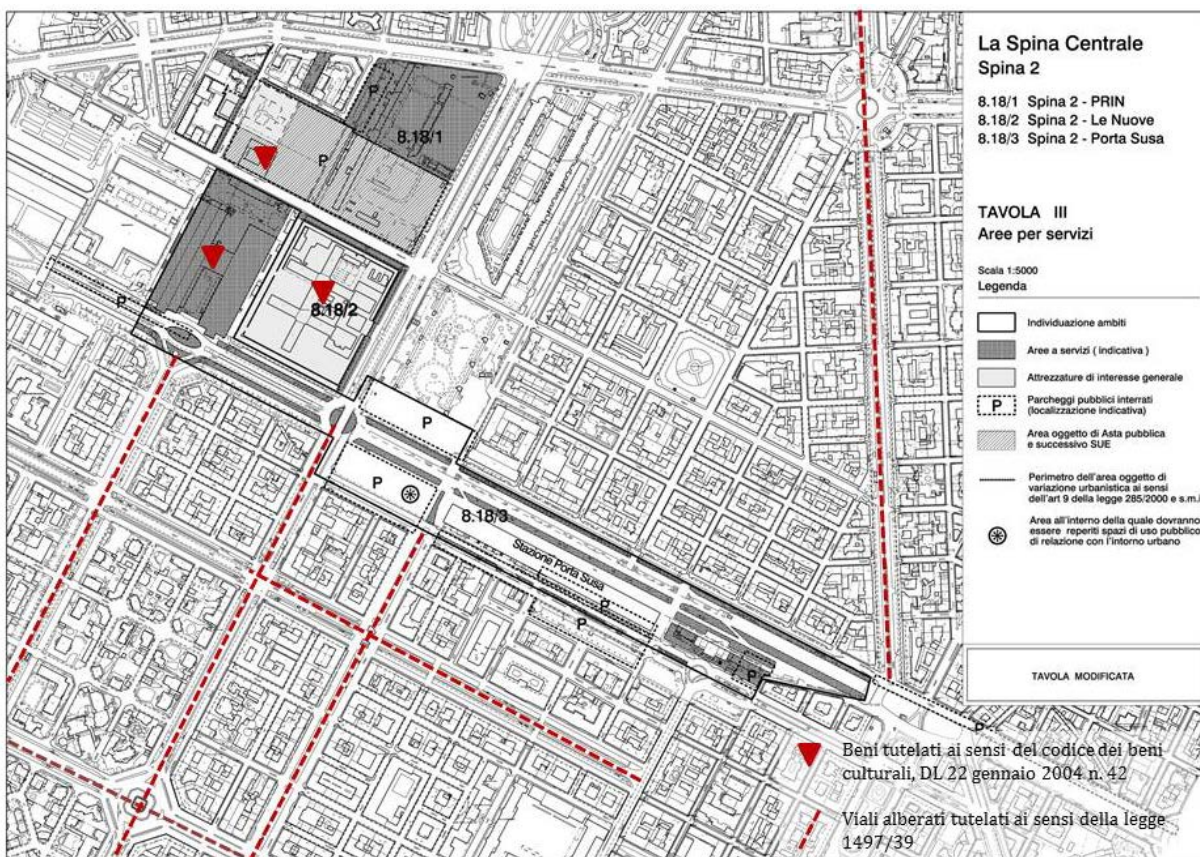 La Spina Centrale
Spina 2
8.18/1 Spina 2 - PRIN
8.18/2 Spina 2 - Le Nuove
8.18/3 Spina 2 - Porta Susa
TAVOLA III
Aree per servizi
Scala 1:5000
Legenda
Individuazione ambiti
Aree a servizi ( indicativa )
Attrezzature di interesse generale
P
Parcheggi pubblici interrati
(localizzazione indicativa)
Area oggetto di Asta pubblica
e successivo SUE
Perimetro dell'area oggetto di
variazione urbanistica ai sensi
dell'art 9 della legge 285/2000 e s.m.i
Area all'interno della quale dovranno
essere reperiti spazi di uso pubblico
di relazione con l'intorno urbano
TAVOLA MODIFICATA
P
8.18/1
P
P
8.18/2
P
P
8.18/3
Stazione Porta Susa
P
P
P
P
Beni tutelati ai sensi del codice dei beni
culturali, DL 22 gennaio 2004 n. 42
Viali alberati tutelati ai sensi della legge
1497/39